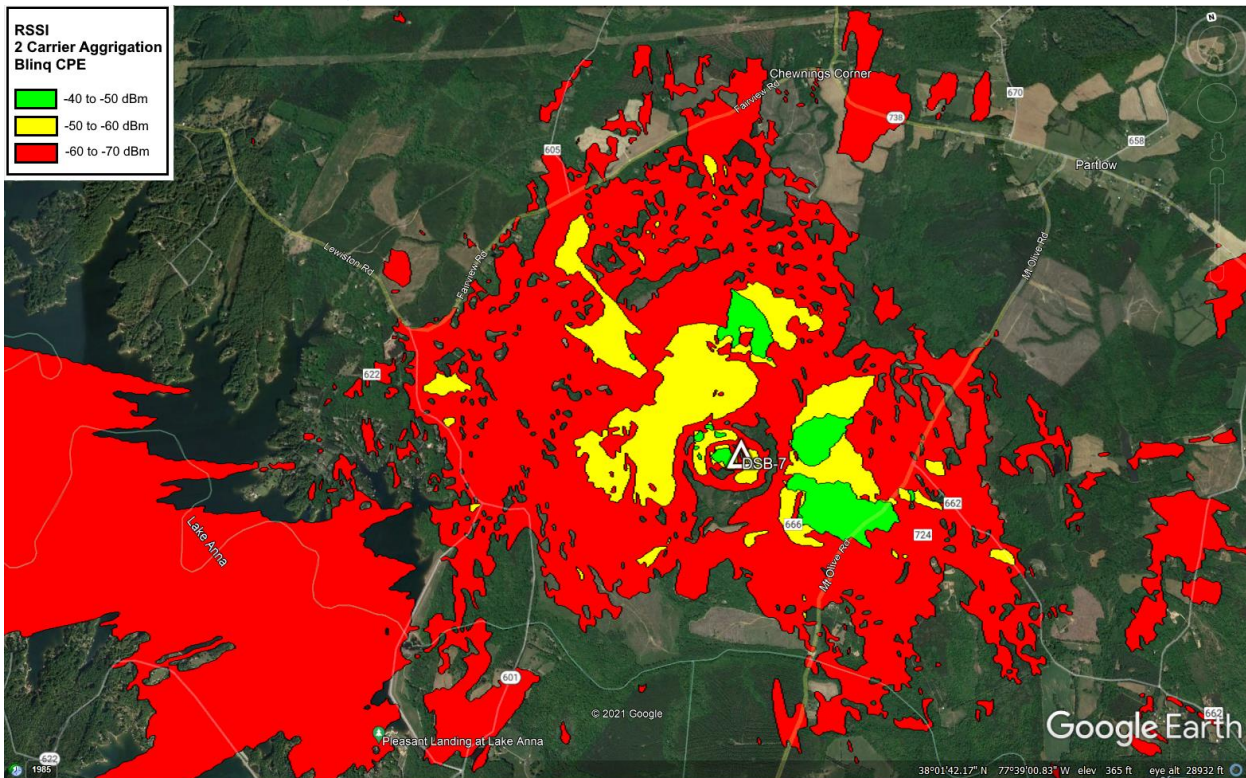 RSSI
2 Carrier Aggrigation
Blinq CPE
-40 to -50 dBm
-50 to -60 dBm
-60 to -70 dBm
N
Chewnings Corner
Fairview Rd
670
738
658
605
Partlow
Lewiston Rd
Fairview Rd
Mt Olive Rd
622
DSB-7
662
666
724
Lake Anna
Mt Olive Rd
601
© 2021 Google
662
Google Earth
Pleasant Landing at Lake Anna
622
1985
38°01'42.17" N 77°39'00.83" W elev 365 ft eye alt 28932 ft